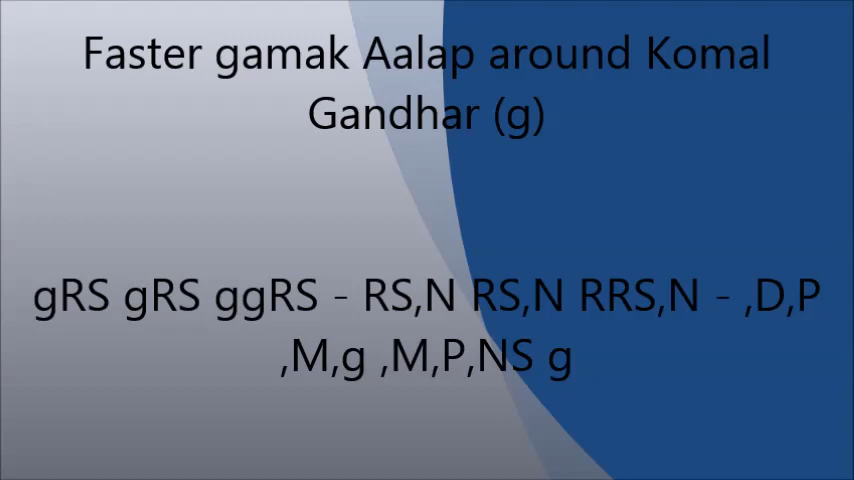 Faster gamak Aalap around Komal
Gandhar (g)
gRS gRS ggRS - RS,N RS,N RRS,N - ,D,P
,M,g ,M,P,NS g